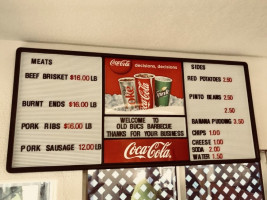 MEATS
BEEF BRISKET $16.00 LB
BURNT ENDS $16.00 LB
PORK RIBS $16.00 LB
PORK SAUSAGE 12.00 LB
Coca-Cola
decisions, decisions
WELCOME TO
OLD BUCS BARBECUE
THANKS FOR YOUR BUSINESS
Coca-Cola
SIDES
RED POTATOES 2.50
PINTO BEANS 2.50
2.50
BANANA PUDDING 2.50
CHIPS 1.00
CHEESE 1.00
SODA 2.00
WATER 1.50